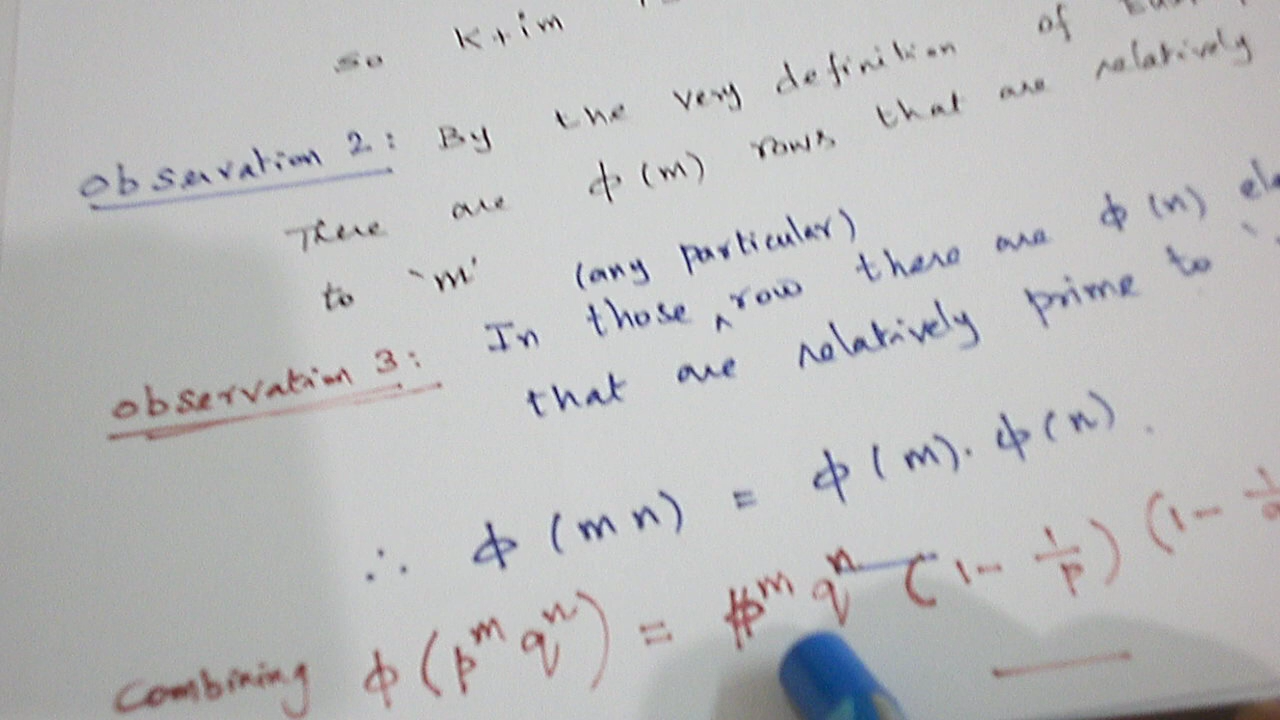 so K+im
observation 2: By the very definition of
There are φ(m) rows that are relatively
to 'm'
(any particular)
observation 3: In those ^ row there are φ(n)
that are relatively prime to
∴ φ(mn) = φ(m). φ(n).
Combining φ(p^m q^n) = p^m q^n (1 - 1/p) (1 -